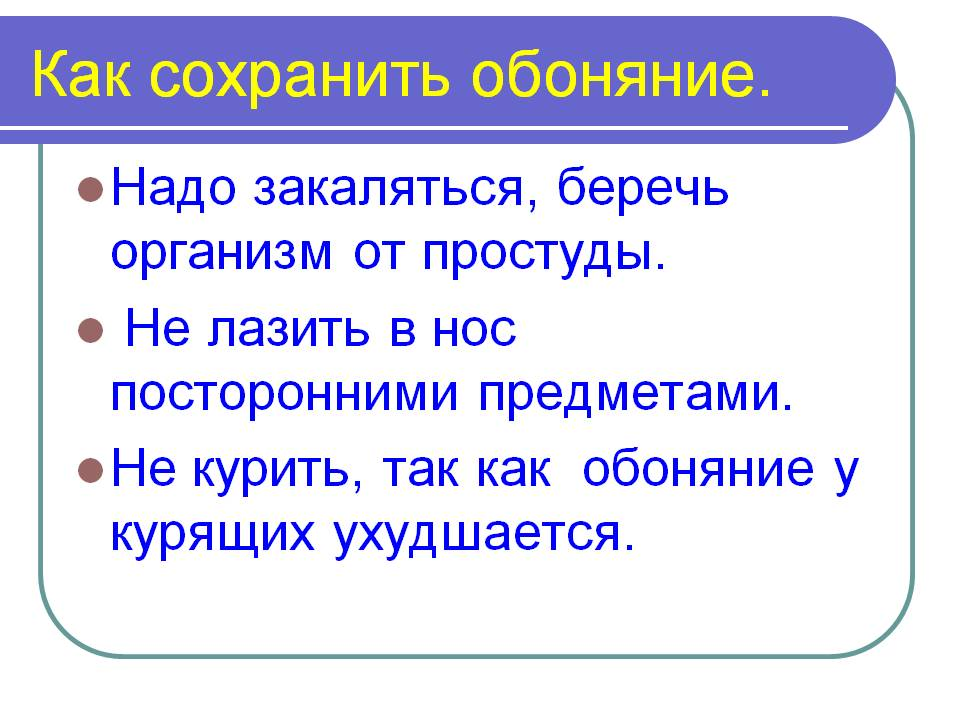 Как сохранить обоняние.
Надо закаляться, беречь
организм от простуды.
Не лазить в нос
посторонними предметами.
Не курить, так как обоняние у
курящих ухудшается.